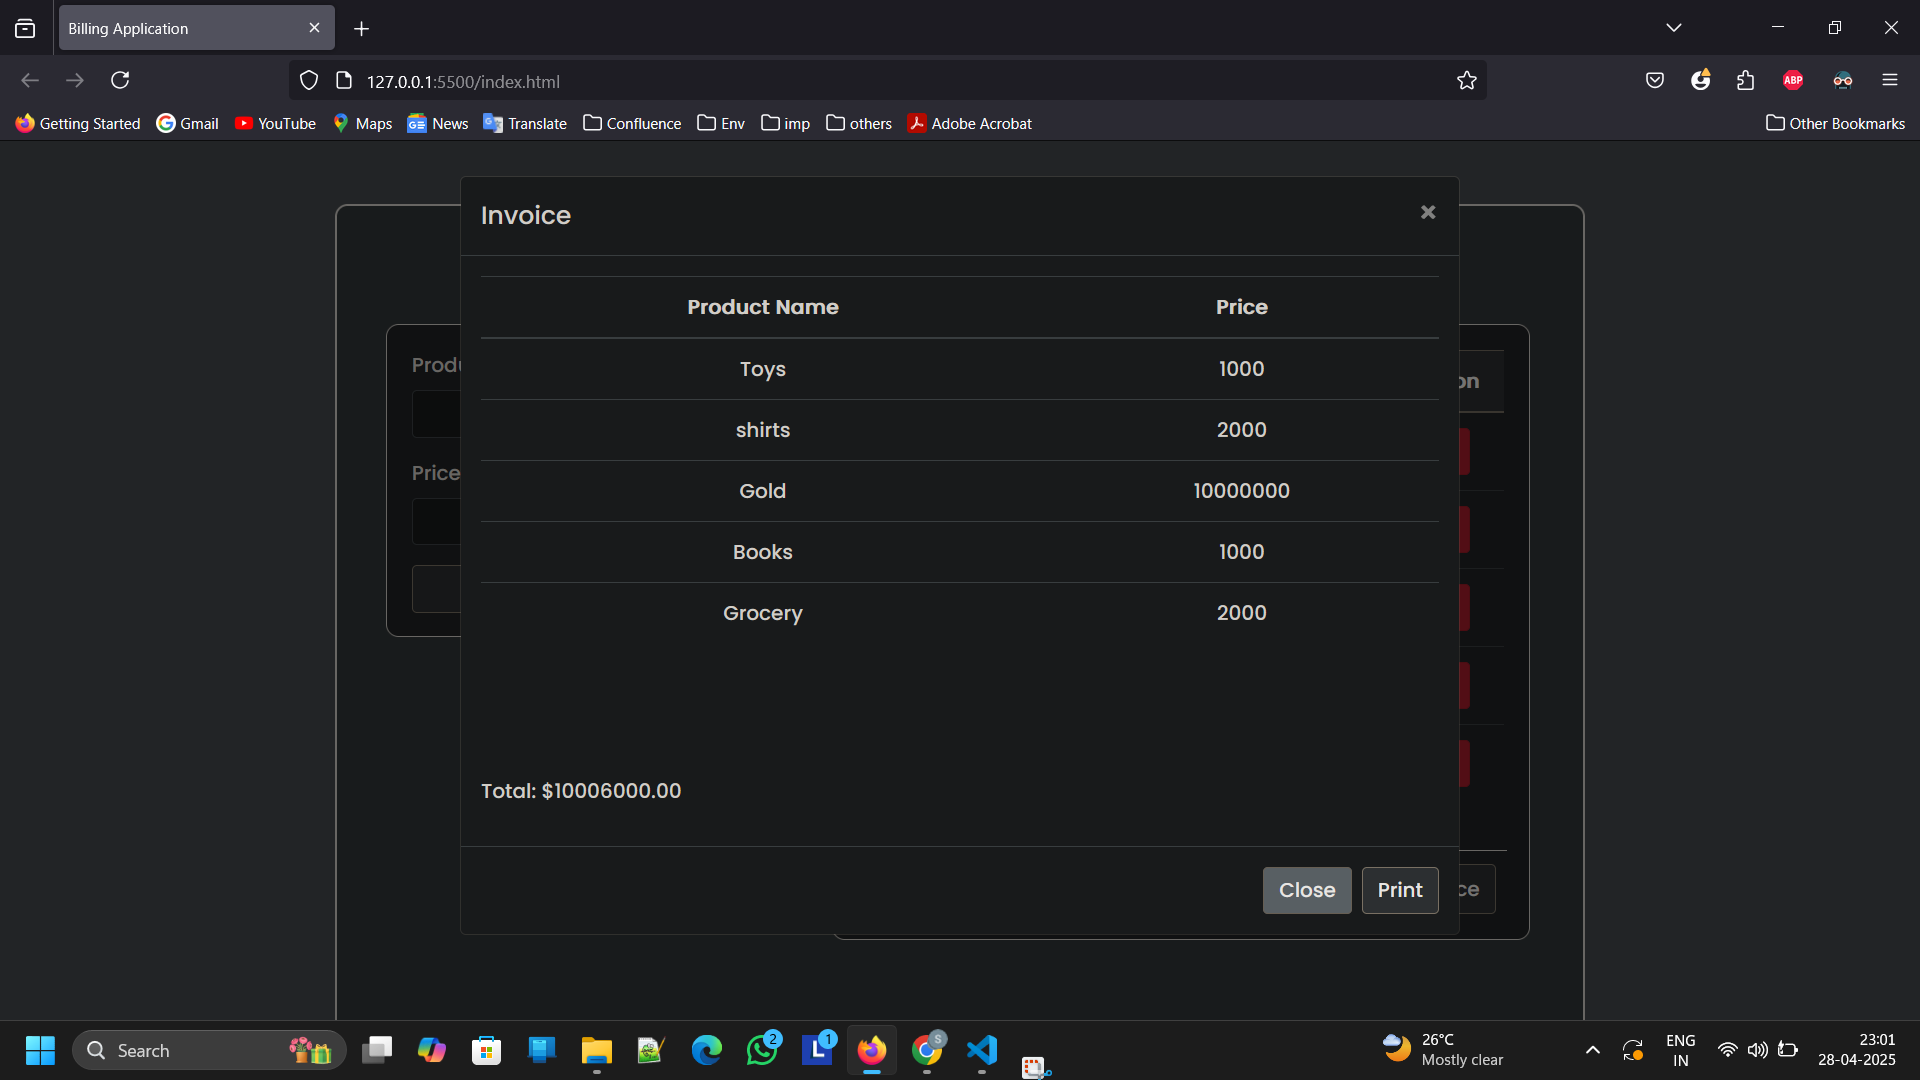 Billing Application
127.0.0.1:5500/index.html
ABP
Getting Started Gmail YouTube Maps News Translate Confluence Env imp others Adobe Acrobat Other Bookmarks
Invoice
Product Name Price
Toys 1000
shirts 2000
Gold 10000000
Books 1000
Grocery 2000
Total: $10006000.00
Close Print
Produ
Price
on
ce
Search
2
L 1
S
26°C
Mostly clear
ENG
IN
23:01
28-04-2025